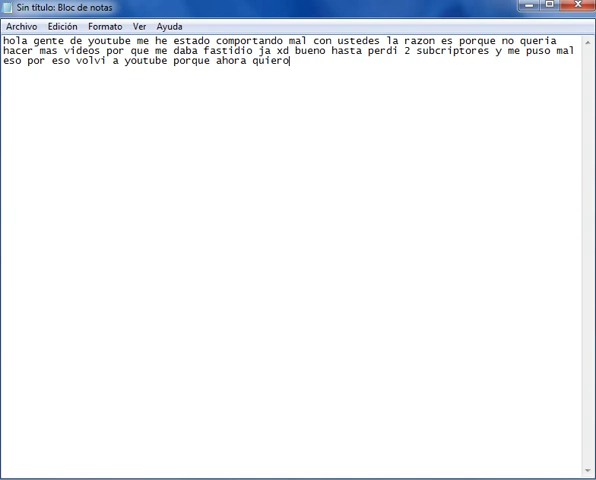 Sin título: Bloc de notas
Archivo Edición Formato Ver Ayuda
hola gente de youtube me he estado comportando mal con ustedes la razon es porque no queria
hacer mas videos por que me daba fastidio ja xd bueno hasta perdi 2 subcriptores y me puso mal
eso por eso volvi a youtube porque ahora quiero